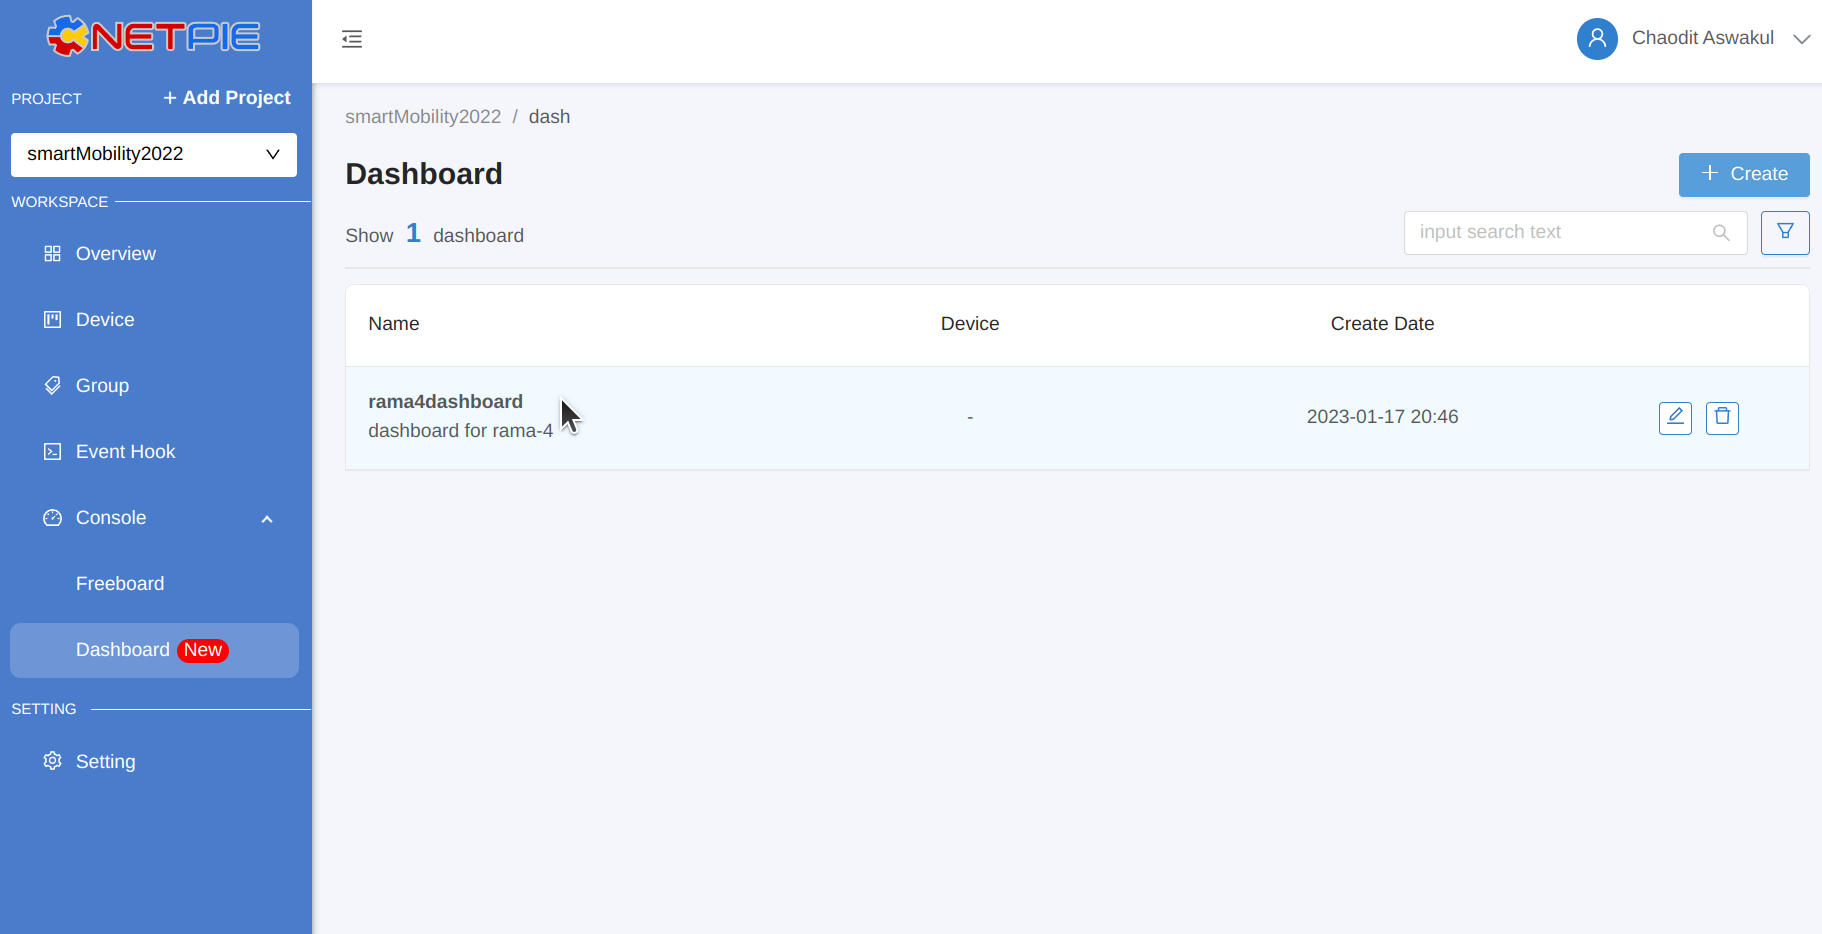 NETPIE
PROJECT
+ Add Project
smartMobility2022
WORKSPACE
Overview
Device
Group
Event Hook
Console
Freeboard
Dashboard New
SETTING
Setting
Chaodit Aswakul
smartMobility2022 / dash
Dashboard
+ Create
Show 1 dashboard
input search text
Name Device Create Date
rama4dashboard
dashboard for rama-4
- 2023-01-17 20:46